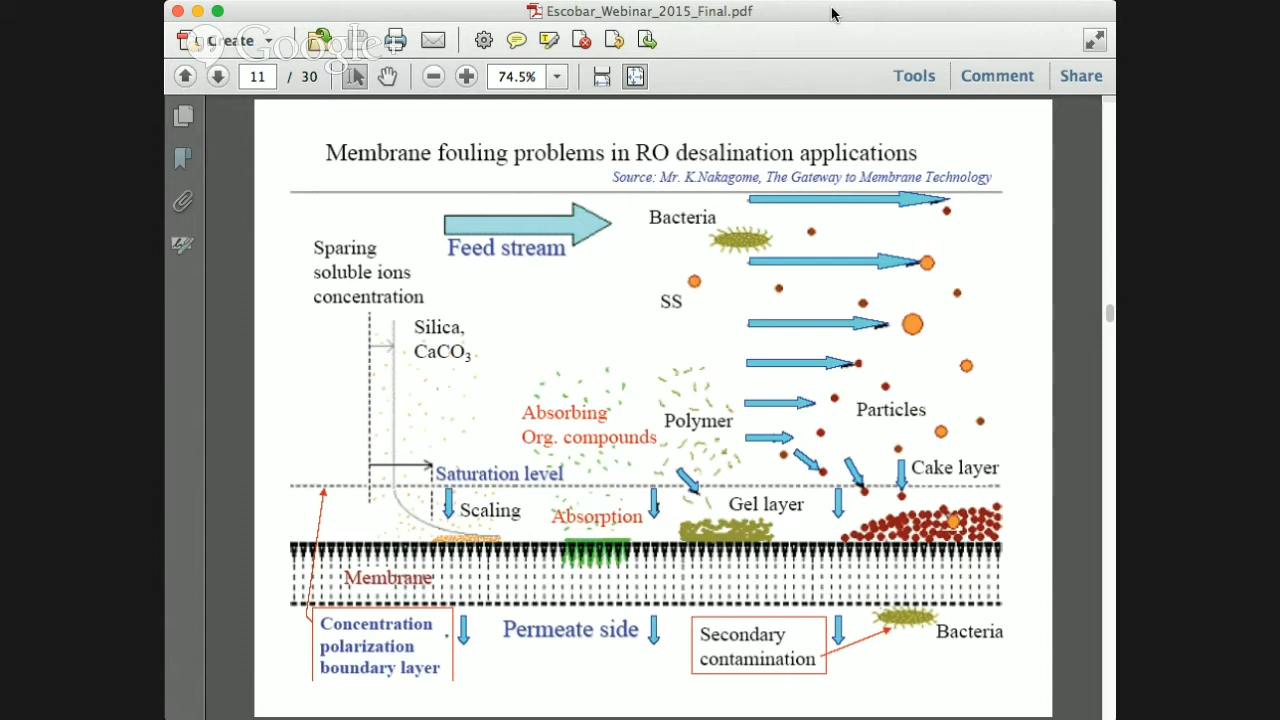 Escobar_Webinar_2015_Final.pdf
Create
Google+
11 / 30
74.5%
Tools
Comment
Share
Membrane fouling problems in RO desalination applications
Source: Mr. K.Nakagome, The Gateway to Membrane Technology
Bacteria
Feed stream
Sparing
soluble ions
concentration
SS
Silica,
CaCO3
Absorbing
Org. compounds
Polymer
Particles
Saturation level
Cake layer
Scaling
Absorption
Gel layer
Membrane
Concentration
polarization
boundary layer
Permeate side
Secondary
contamination
Bacteria